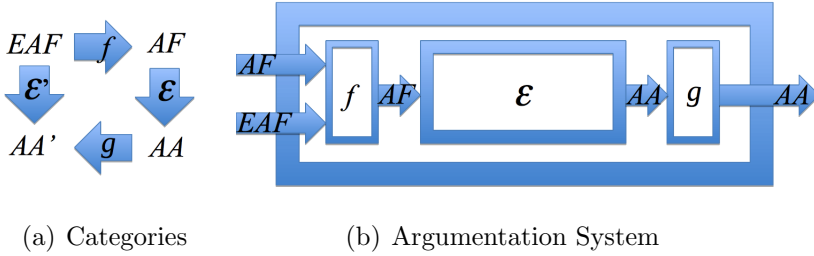 EAF f AF
ε' ε
AA' g AA
AF
EAF
f AF ε AA g AA
(a) Categories
(b) Argumentation System